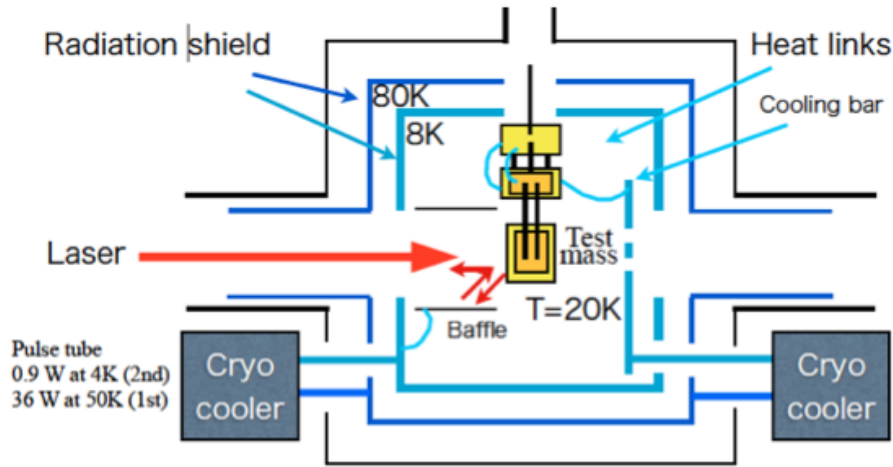 Radiation shield
Heat links
80K
Cooling bar
8K
Laser
Test
mass
Baffle
T=20K
Pulse tube
0.9 W at 4K (2nd)
36 W at 50K (1st)
Cryo
cooler
Cryo
cooler